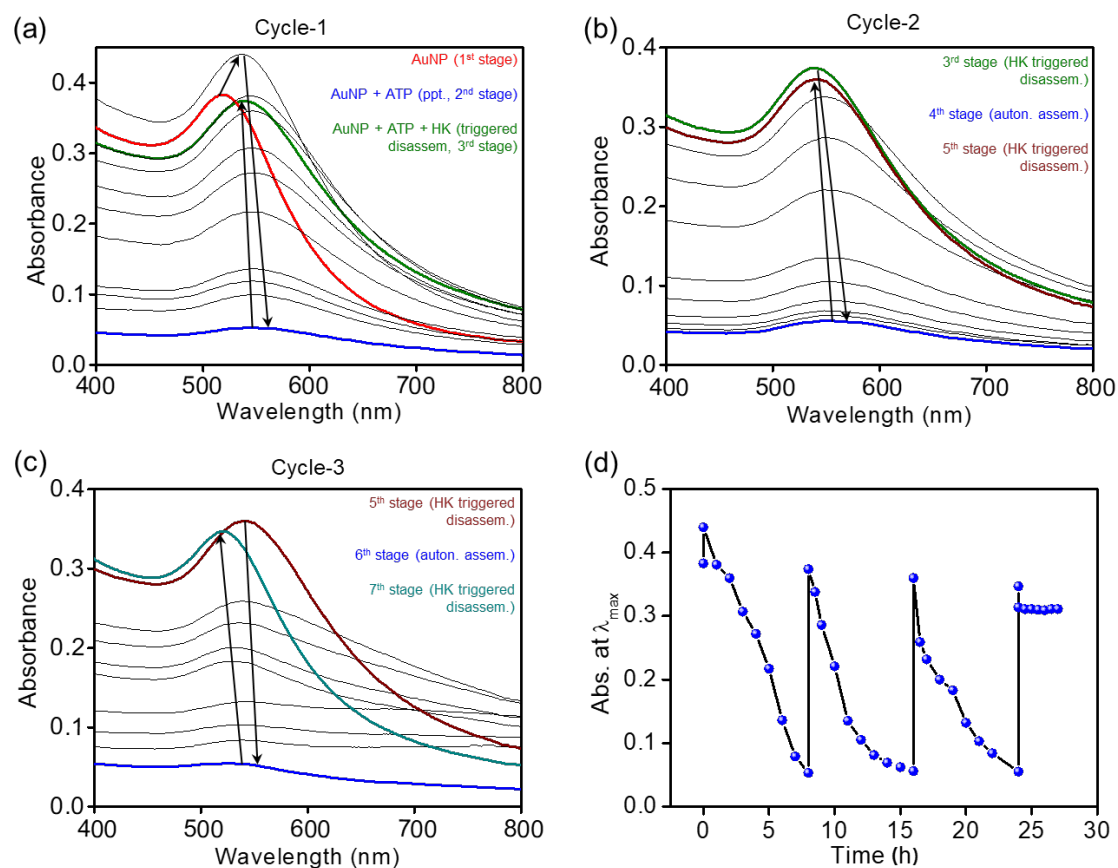 (a)
Cycle-1
AuNP (1st stage)
AuNP + ATP (ppt., 2nd stage)
AuNP + ATP + HK (triggered
disassem, 3rd stage)
Absorbance
0.4
0.3
0.2
0.1
0.0
400 500 600 700 800
Wavelength (nm)
(b)
Cycle-2
3rd stage (HK triggered
disassem.)
4th stage (auton. assem.)
5th stage (HK triggered
disassem.)
Absorbance
0.4
0.3
0.2
0.1
0.0
400 500 600 700 800
Wavelength (nm)
(c)
Cycle-3
5th stage (HK triggered
disassem.)
6th stage (auton. assem.)
7th stage (HK triggered
disassem.)
Absorbance
0.4
0.3
0.2
0.1
0.0
400 500 600 700 800
Wavelength (nm)
(d)
Abs. at λmax
0.5
0.4
0.3
0.2
0.1
0.0
0 5 10 15 20 25 30
Time (h)